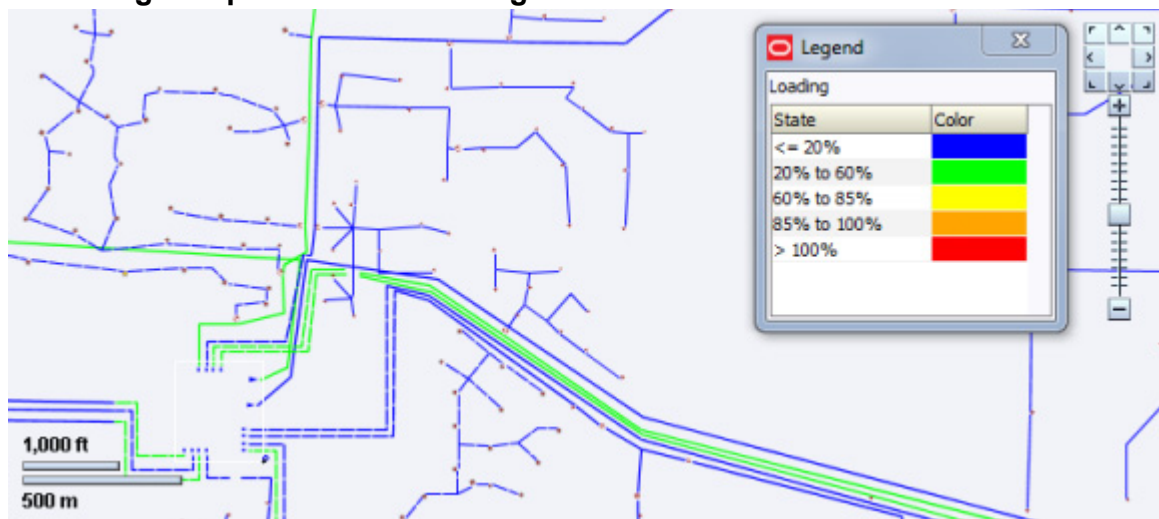 Legend
Loading
State Color
<= 20%
20% to 60%
60% to 85%
85% to 100%
> 100%
1,000 ft
500 m